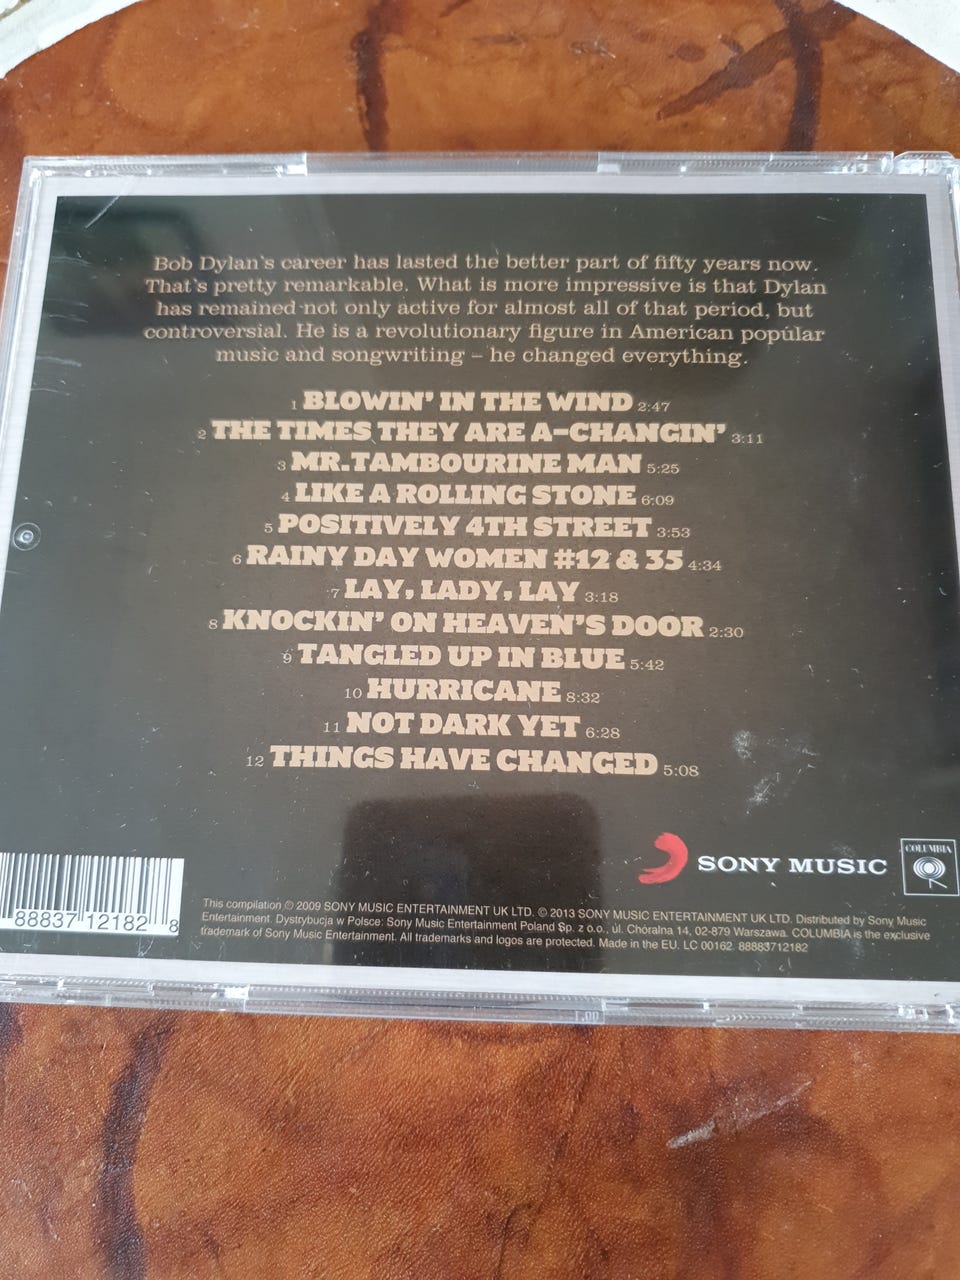 Bob Dylan's career has lasted the better part of fifty years now.
That's pretty remarkable. What is more impressive is that Dylan
has remained not only active for almost all of that period, but
controversial. He is a revolutionary figure in American popular
music and songwriting – he changed everything.
1 BLOWIN' IN THE WIND 2:47
2 THE TIMES THEY ARE A-CHANGIN' 3:11
3 MR.TAMBOURINE MAN 5:25
4 LIKE A ROLLING STONE 6:09
5 POSITIVELY 4TH STREET 3:53
6 RAINY DAY WOMEN #12 & 35 4:34
7 LAY, LADY, LAY 3:18
8 KNOCKIN' ON HEAVEN'S DOOR 2:30
9 TANGLED UP IN BLUE 5:42
10 HURRICANE 8:32
11 NOT DARK YET 6:28
12 THINGS HAVE CHANGED 5:08
SONY MUSIC
COLUMBIA
88837 12182 8
This compilation ℗ 2009 SONY MUSIC ENTERTAINMENT UK LTD. © 2013 SONY MUSIC ENTERTAINMENT UK LTD. Distributed by Sony Music
Entertainment. Dystrybucja w Polsce: Sony Music Entertainment Poland Sp. z o.o., ul. Chóralna 14, 02-879 Warszawa. COLUMBIA is the exclusive
trademark of Sony Music Entertainment. All trademarks and logos are protected. Made in the EU. LC 00162. 88883712182